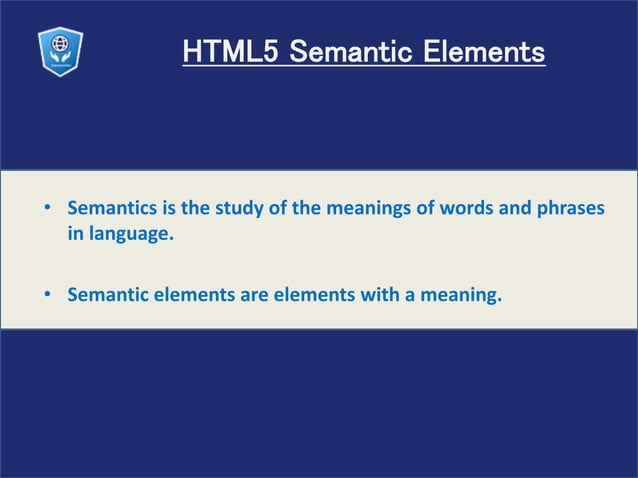 HTML5 Semantic Elements
• Semantics is the study of the meanings of words and phrases
in language.
• Semantic elements are elements with a meaning.